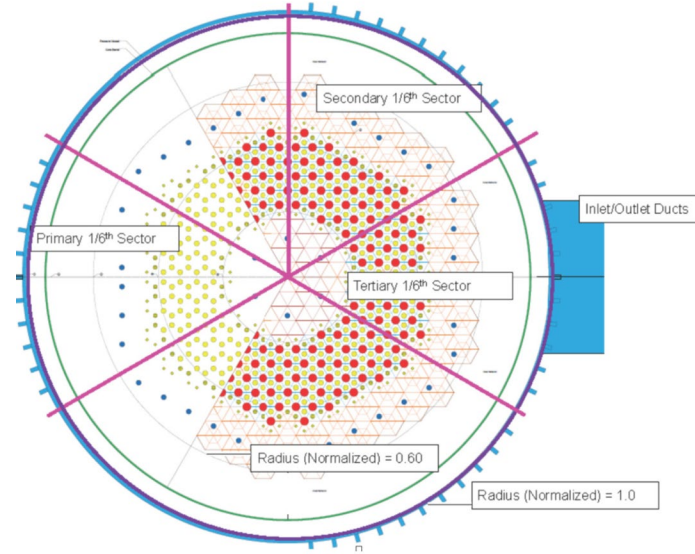 Secondary 1/6th Sector
Inlet/Outlet Ducts
Primary 1/6th Sector
Tertiary 1/6th Sector
Radius (Normalized) = 0.60
Radius (Normalized) = 1.0